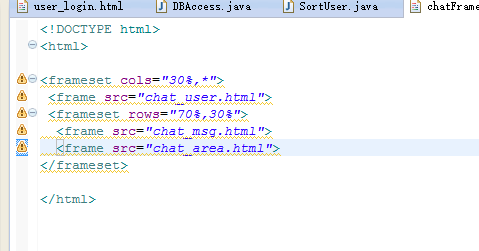 user_login.html DBAccess.java SortUser.java chatFrame
<!DOCTYPE html>
<html>
<frameset cols="30%,*">
<frame src="chat_user.html">
<frameset rows="70%,30%">
<frame src="chat_msg.html">
<frame src="chat_area.html">
</frameset>
</html>